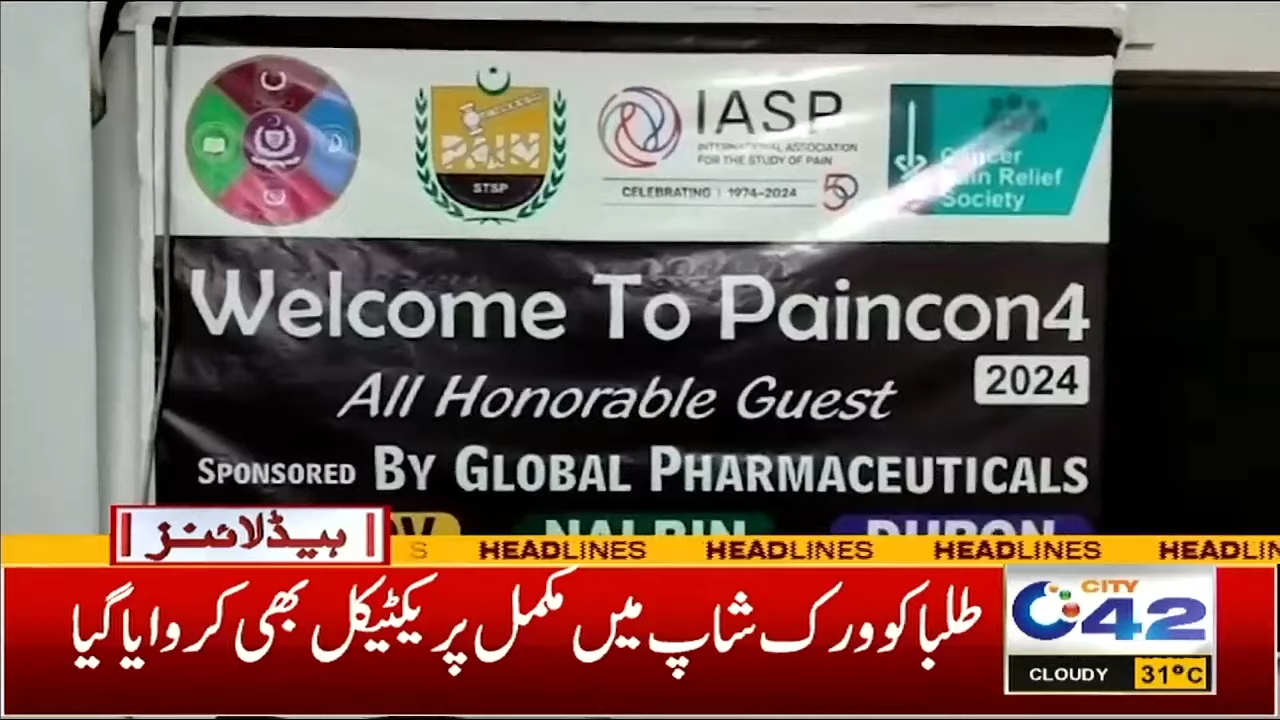 PAIN
STSP
IASP
INTERNATIONAL ASSOCIATION
FOR THE STUDY OF PAIN
CELEBRATING | 1974-2024
50
Cancer
Pain Relief
Society
Welcome To Paincon4
2024
All Honorable Guest
SPONSORED BY GLOBAL PHARMACEUTICALS
ہیڈلائنز
HEADLINES HEADLINES HEADLINES HEADLIN
طلبا کو ورک شاپ میں مکمل پریکٹیکل بھی کروایا گیا
CITY
42
CLOUDY 31°C